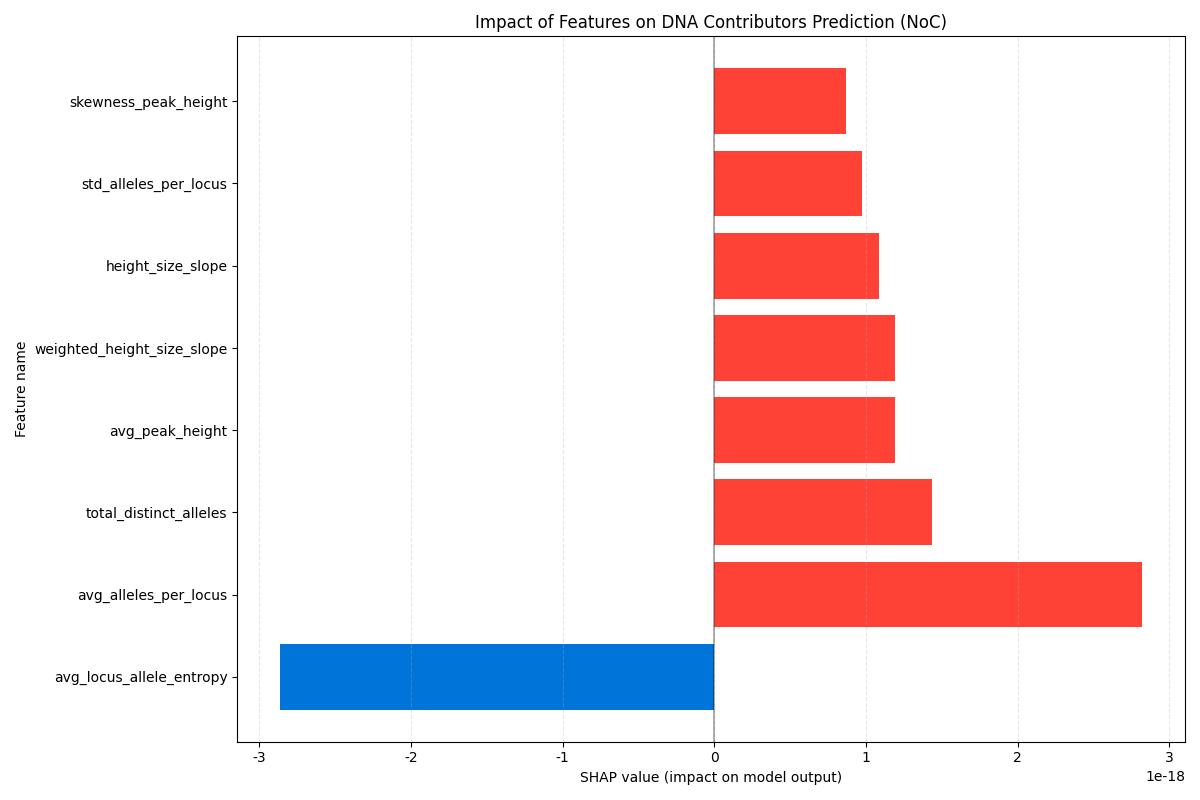 Impact of Features on DNA Contributors Prediction (NoC)
Feature name
skewness_peak_height
std_alleles_per_locus
height_size_slope
weighted_height_size_slope
avg_peak_height
total_distinct_alleles
avg_alleles_per_locus
avg_locus_allele_entropy
-3 -2 -1 0 1 2 3
SHAP value (impact on model output)
1e-18